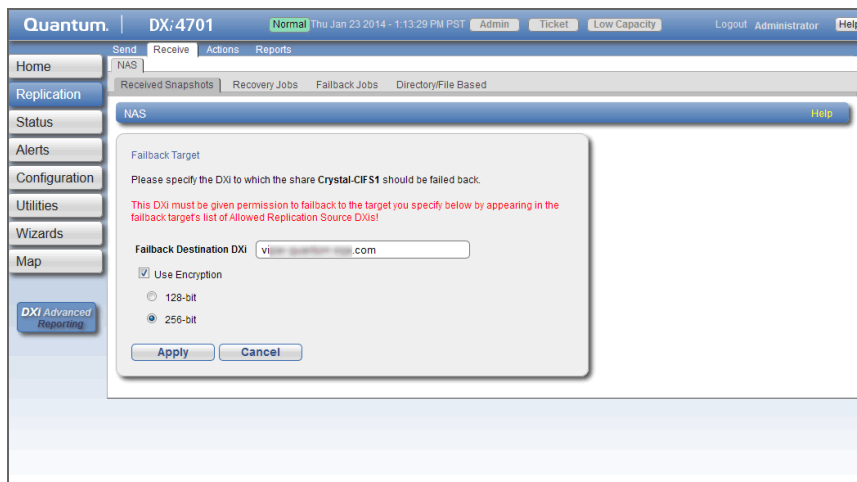 Quantum. DXi4701 Normal Thu Jan 23 2014 - 1:13:29 PM PST Admin Ticket Low Capacity Logout Administrator Help
Send Receive Actions Reports
Home
NAS
Received Snapshots Recovery Jobs Failback Jobs Directory/File Based
Replication
NAS Help
Status
Alerts
Failback Target
Configuration
Please specify the DXi to which the share Crystal-CIFS1 should be failed back.
Utilities
This DXi must be given permission to failback to the target you specify below by appearing in the
failback target's list of Allowed Replication Source DXis!
Wizards
Failback Destination DXi .com
Map
Use Encryption
128-bit
DXi Advanced
Reporting
256-bit
Apply Cancel